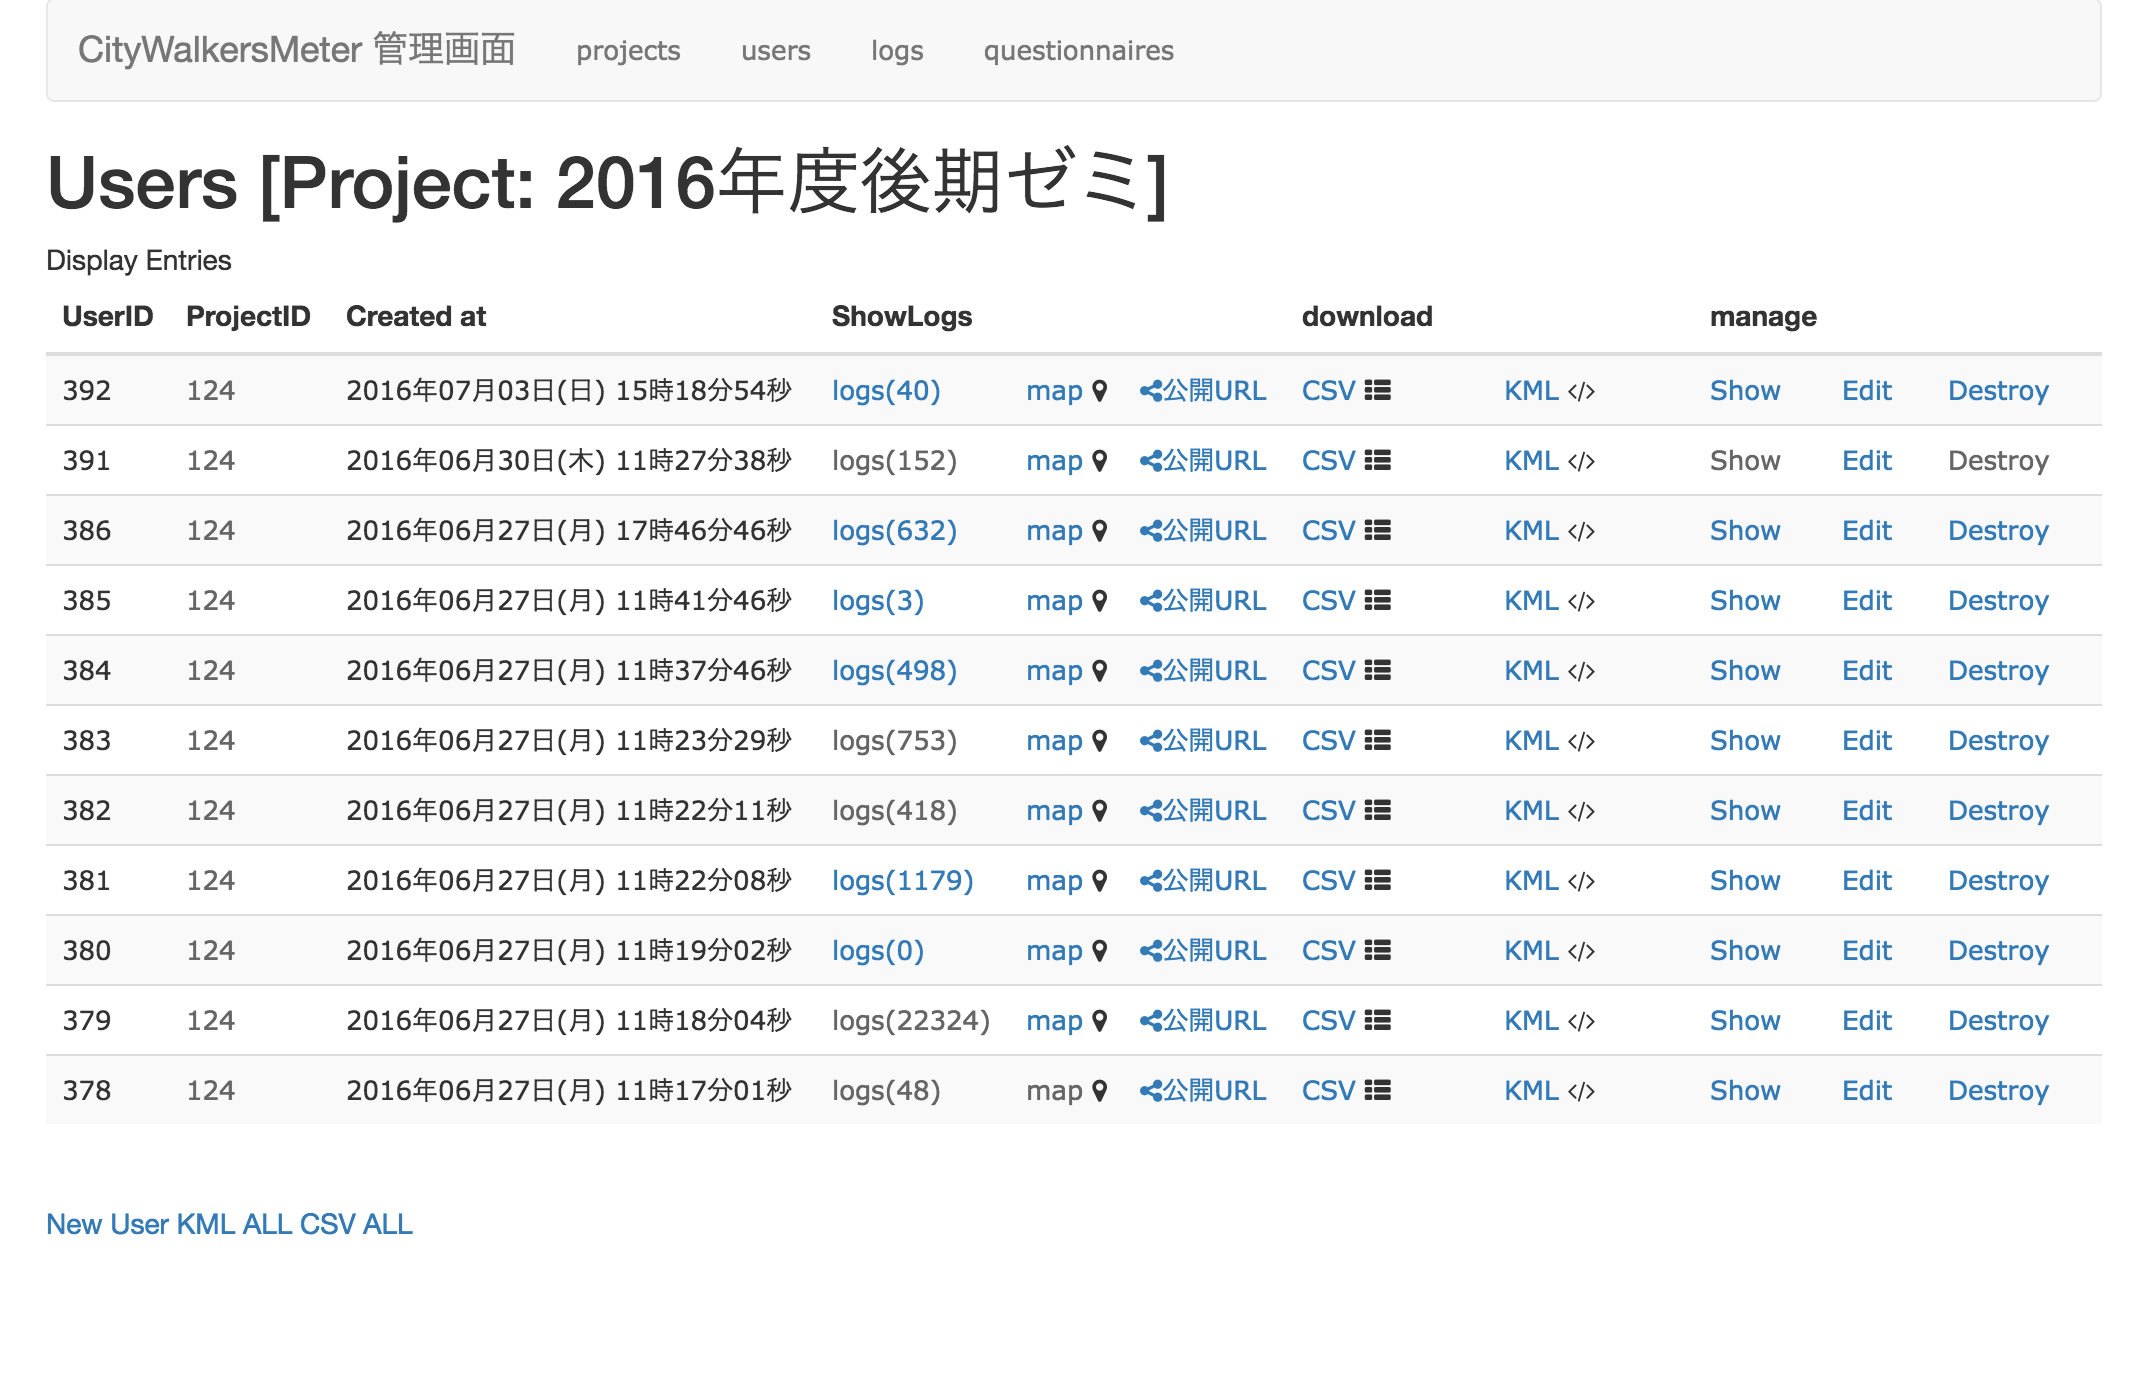 CityWalkersMeter 管理画面 projects users logs questionnaires
Users [Project: 2016年度後期ゼミ]
Display Entries
UserID ProjectID Created at ShowLogs download manage
392 124 2016年07月03日(日) 15時18分54秒 logs(40) map 公開URL CSV KML </> Show Edit Destroy
391 124 2016年06月30日(木) 11時27分38秒 logs(152) map 公開URL CSV KML </> Show Edit Destroy
386 124 2016年06月27日(月) 17時46分46秒 logs(632) map 公開URL CSV KML </> Show Edit Destroy
385 124 2016年06月27日(月) 11時41分46秒 logs(3) map 公開URL CSV KML </> Show Edit Destroy
384 124 2016年06月27日(月) 11時37分46秒 logs(498) map 公開URL CSV KML </> Show Edit Destroy
383 124 2016年06月27日(月) 11時23分29秒 logs(753) map 公開URL CSV KML </> Show Edit Destroy
382 124 2016年06月27日(月) 11時22分11秒 logs(418) map 公開URL CSV KML </> Show Edit Destroy
381 124 2016年06月27日(月) 11時22分08秒 logs(1179) map 公開URL CSV KML </> Show Edit Destroy
380 124 2016年06月27日(月) 11時19分02秒 logs(0) map 公開URL CSV KML </> Show Edit Destroy
379 124 2016年06月27日(月) 11時18分04秒 logs(22324) map 公開URL CSV KML </> Show Edit Destroy
378 124 2016年06月27日(月) 11時17分01秒 logs(48) map 公開URL CSV KML </> Show Edit Destroy
New User KML ALL CSV ALL